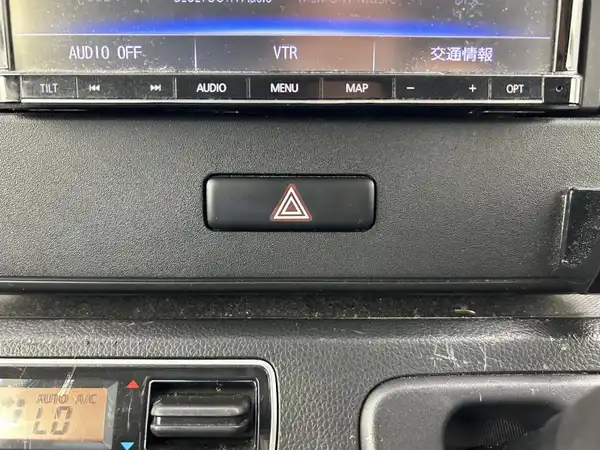 AUDIO OFF VTR 交通情報
TILT AUDIO MENU MAP − + OPT
AUTO A/C
LO